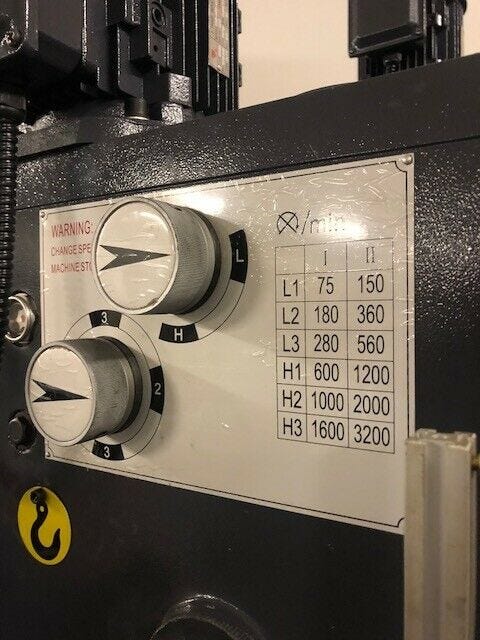 WARNING:
CHANGE SPE
MACHINE STO
L
H
3
2
3
/min
I II
L1 75 150
L2 180 360
L3 280 560
H1 600 1200
H2 1000 2000
H3 1600 3200